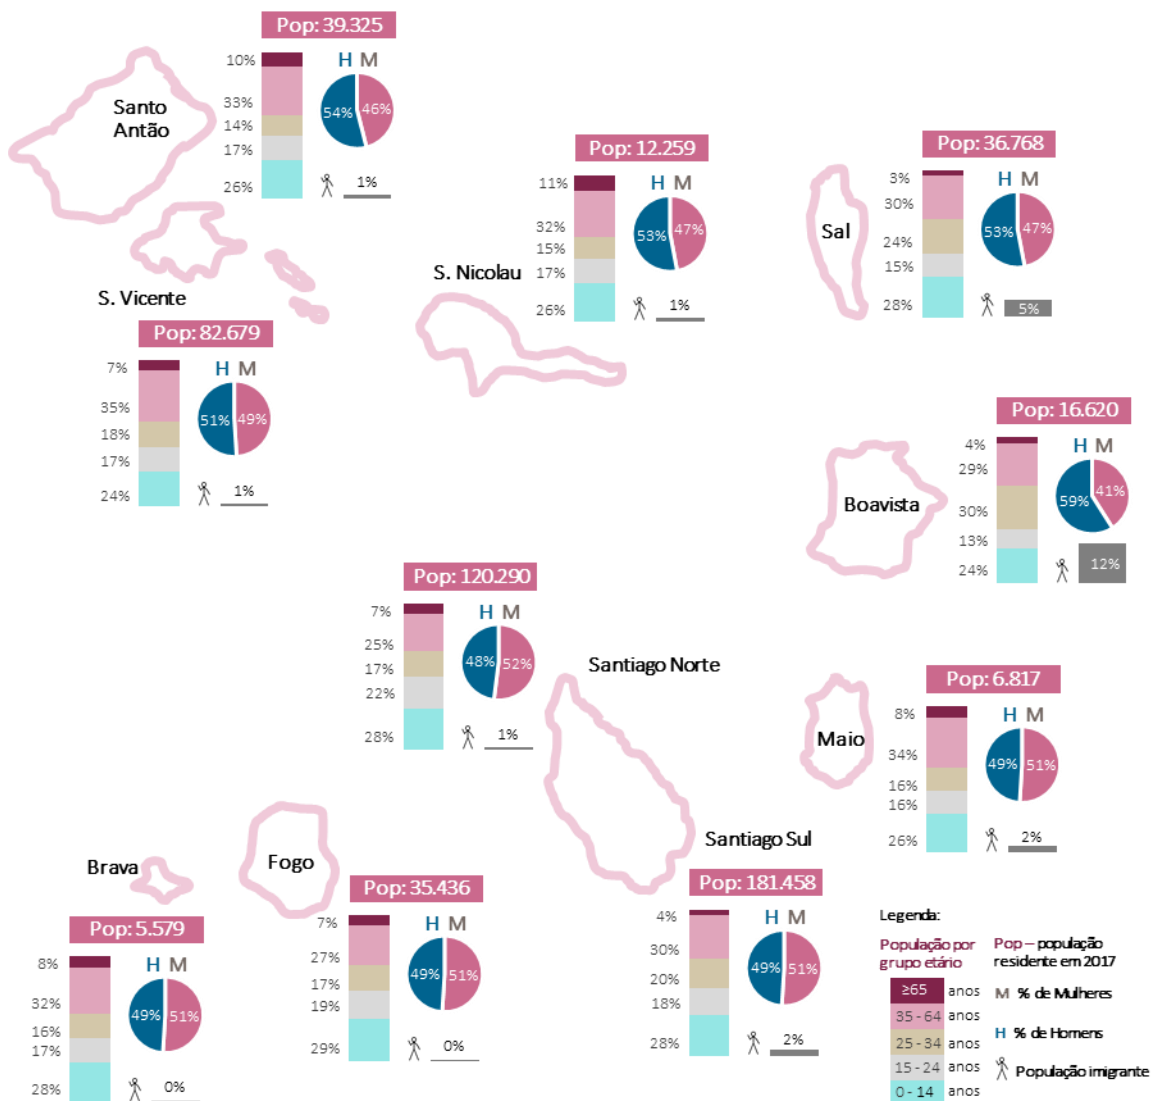 Pop: 39.325
H M
10%
33%
14%
17%
26%
54%
46%
1%
Santo
Antão
Pop: 12.259
H M
11%
32%
15%
17%
26%
53%
47%
1%
S. Nicolau
Pop: 36.768
H M
3%
30%
24%
15%
28%
53%
47%
5%
Sal
S. Vicente
Pop: 82.679
H M
7%
35%
18%
17%
24%
51%
49%
1%
Pop: 16.620
H M
4%
29%
30%
13%
24%
59%
41%
12%
Boavista
Pop: 120.290
H M
7%
25%
17%
22%
28%
48%
52%
1%
Santiago Norte
Pop: 6.817
H M
8%
34%
16%
16%
26%
49%
51%
2%
Maio
Brava
Pop: 5.579
H M
8%
32%
16%
17%
28%
49%
51%
0%
Fogo
Pop: 35.436
H M
7%
27%
17%
19%
29%
49%
51%
0%
Santiago Sul
Pop: 181.458
H M
4%
30%
20%
18%
28%
49%
51%
2%
Legenda:
População por
grupo etário
≥65 anos
35 - 64 anos
25 - 34 anos
15 - 24 anos
0 - 14 anos
Pop – população
residente em 2017
M % de Mulheres
H % de Homens
População imigrante